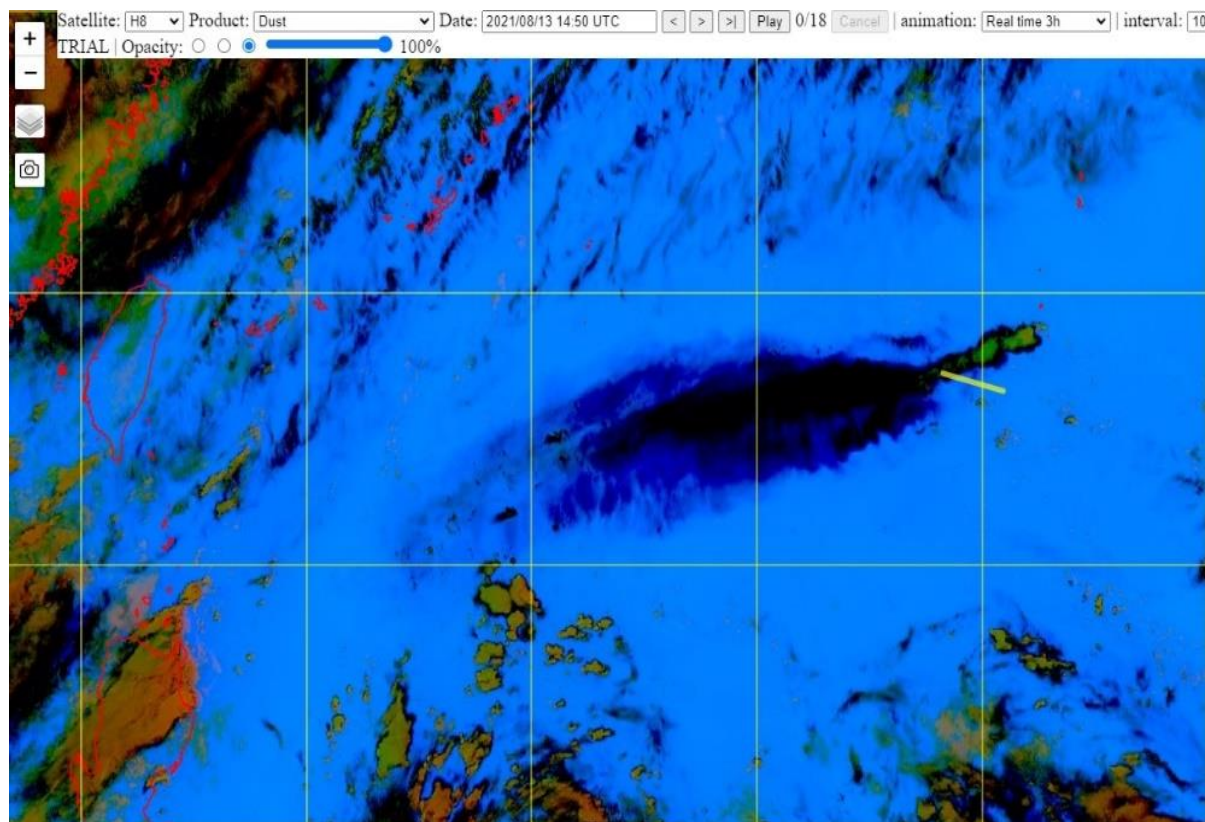 Satellite: H8 Product: Dust Date: 2021/08/13 14:50 UTC < > >| Play 0/18 Cancel | animation: Real time 3h | interval: 10
+ TRIAL | Opacity: 100%
−